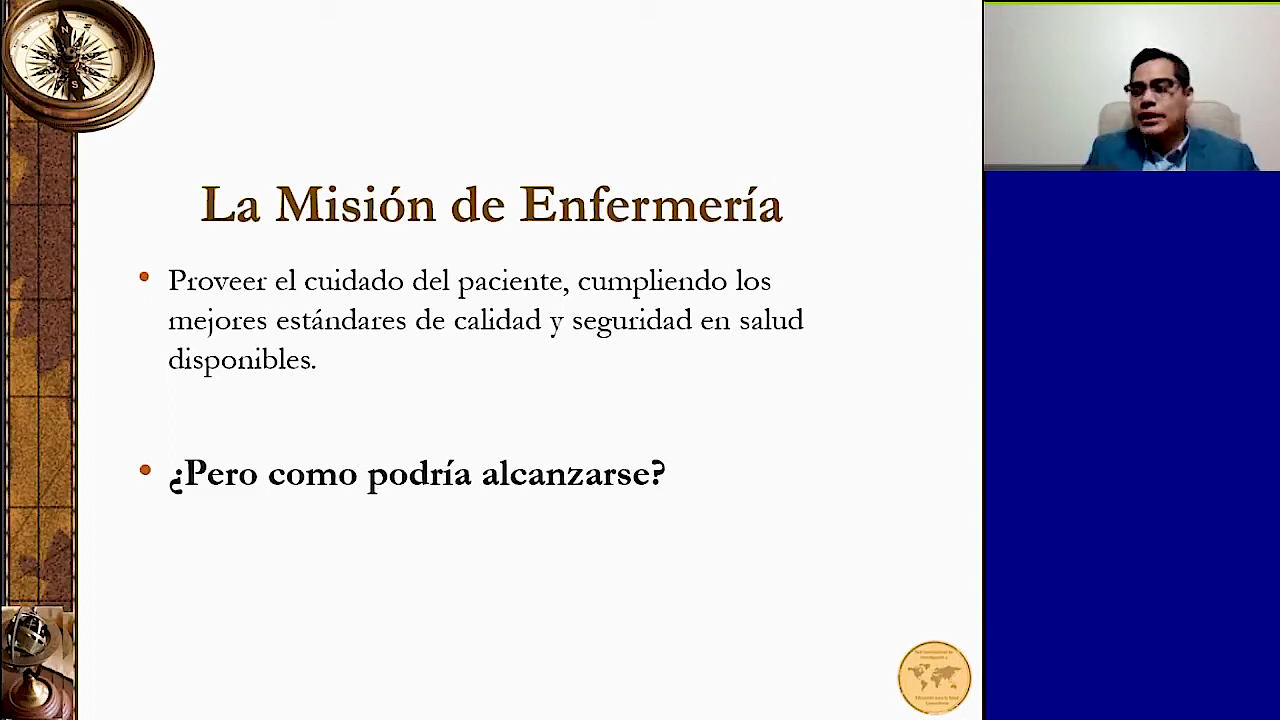 La Misión de Enfermería
• Proveer el cuidado del paciente, cumpliendo los
mejores estándares de calidad y seguridad en salud
disponibles.
• ¿Pero como podría alcanzarse?
N
S
S